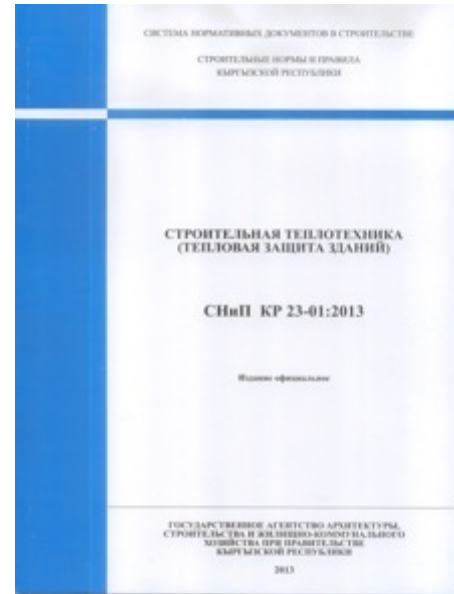 СИСТЕМА НОРМАТИВНЫХ ДОКУМЕНТОВ В СТРОИТЕЛЬСТВЕ
СТРОИТЕЛЬНЫЕ НОРМЫ И ПРАВИЛА
КЫРГЫЗСКОЙ РЕСПУБЛИКИ
СТРОИТЕЛЬНАЯ ТЕПЛОТЕХНИКА
(ТЕПЛОВАЯ ЗАЩИТА ЗДАНИЙ)
СНиП КР 23-01:2013
Издание официальное
ГОСУДАРСТВЕННОЕ АГЕНТСТВО АРХИТЕКТУРЫ,
СТРОИТЕЛЬСТВА И ЖИЛИЩНО-КОММУНАЛЬНОГО
ХОЗЯЙСТВА ПРИ ПРАВИТЕЛЬСТВЕ
КЫРГЫЗСКОЙ РЕСПУБЛИКИ
2013